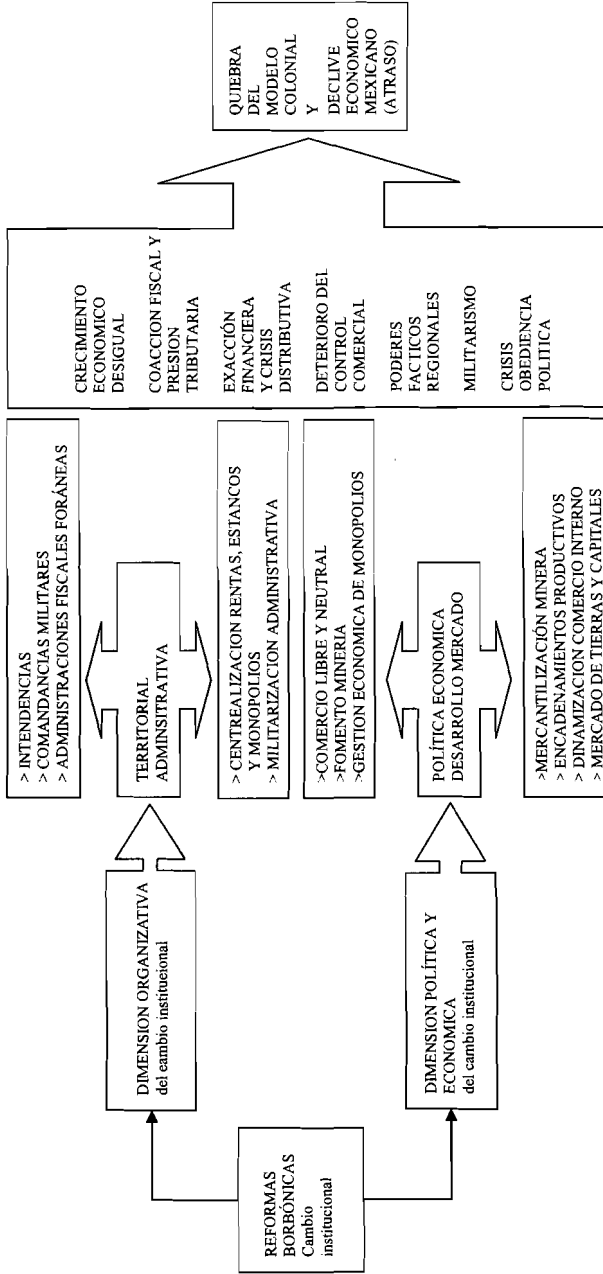 REFORMAS
BORBÓNICAS
Cambio
institucional
DIMENSION ORGANIZATIVA
del cambio institucional
DIMENSION POLÍTICA Y
ECONOMICA
del cambio institucional
> INTENDENCIAS
> COMANDANCIAS MILITARES
> ADMINISTRACIONES FISCALES FORÁNEAS
TERRITORIAL
ADMINSITRATIVA
> CENTREALIZACION RENTAS, ESTANCOS
Y MONOPOLIOS
> MILITARIZACION ADMINISTRATIVA
>COMERCIO LIBRE Y NEUTRAL
>FOMENTO MINERIA
>GESTION ECONOMICA DE MONOPOLIOS
POLÍTICA ECONOMICA
DESARROLLO MERCADO
>MERCANTILIZACIÓN MINERA
> ENCADENAMIENTOS PRODUCTIVOS
> DINAMIZACION COMERCIO INTERNO
> MERCADO DE TIERRAS Y CAPITALES
CRECIMIENTO
ECONOMICO
DESIGUAL
COACCION FISCAL Y
PRESION
TRIBUTARIA
EXACCIÓN
FINANCIERA
Y CRISIS
DISTRIBUTIVA
DETERIORO DEL
CONTROL
COMERCIAL
PODERES
FACTICOS
REGIONALES
MILITARISMO
CRISIS
OBEDIENCIA
POLITICA
QUIEBRA
DEL
MODELO
COLONIAL
Y
DECLIVE
ECONOMICO
MEXICANO
(ATRASO)